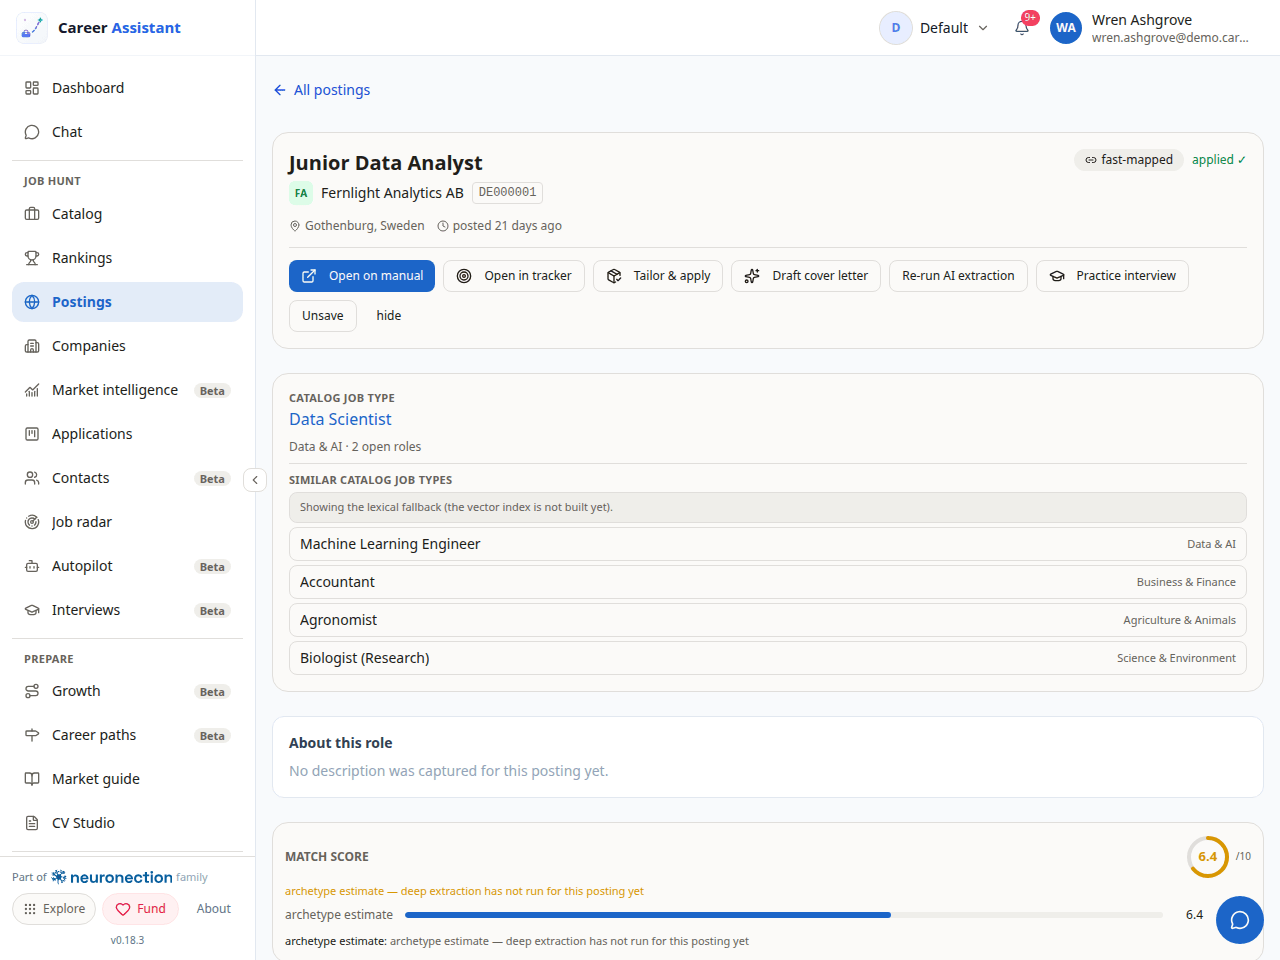 Career Assistant
D
Default
9+
WA
Wren Ashgrove
wren.ashgrove@demo.car...
Dashboard
Chat
JOB HUNT
Catalog
Rankings
Postings
Companies
Market intelligence Beta
Applications
Contacts Beta
Job radar
Autopilot Beta
Interviews Beta
PREPARE
Growth Beta
Career paths Beta
Market guide
CV Studio
Part of neuronection family
Explore
Fund
About
v0.18.3
All postings
Junior Data Analyst
fast-mapped
applied ✓
FA Fernlight Analytics AB DE000001
Gothenburg, Sweden posted 21 days ago
Open on manual
Open in tracker
Tailor & apply
Draft cover letter
Re-run AI extraction
Practice interview
Unsave
hide
CATALOG JOB TYPE
Data Scientist
Data & AI · 2 open roles
SIMILAR CATALOG JOB TYPES
Showing the lexical fallback (the vector index is not built yet).
Machine Learning Engineer Data & AI
Accountant Business & Finance
Agronomist Agriculture & Animals
Biologist (Research) Science & Environment
About this role
No description was captured for this posting yet.
MATCH SCORE
6.4 /10
archetype estimate — deep extraction has not run for this posting yet
archetype estimate 6.4
archetype estimate: archetype estimate — deep extraction has not run for this posting yet